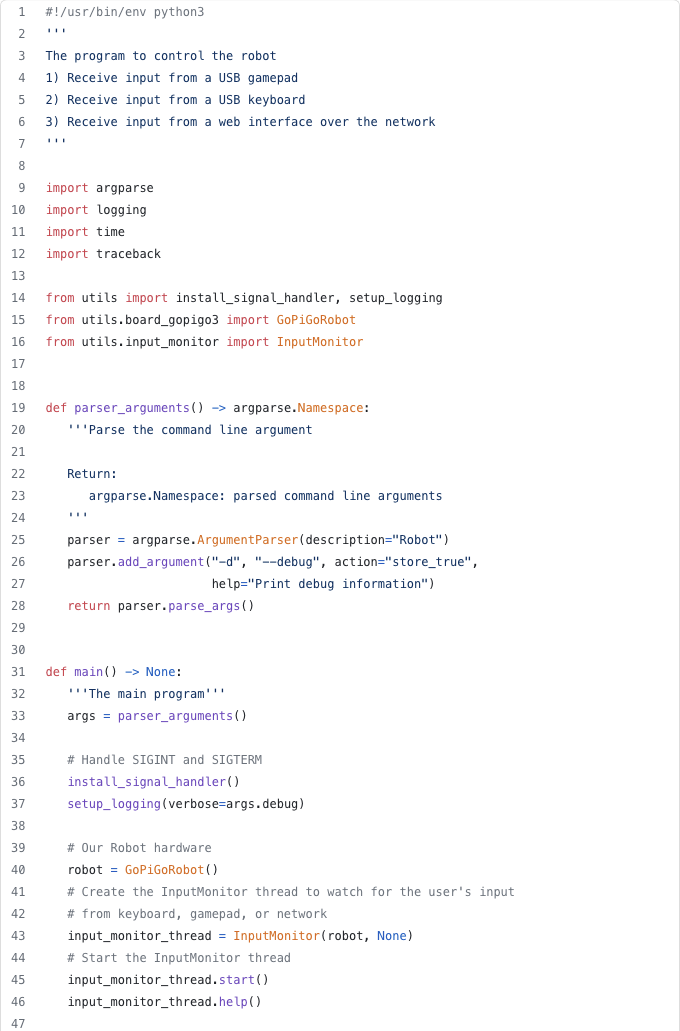 1 #!/usr/bin/env python3
2 '''
3 The program to control the robot
4 1) Receive input from a USB gamepad
5 2) Receive input from a USB keyboard
6 3) Receive input from a web interface over the network
7 '''
8
9 import argparse
10 import logging
11 import time
12 import traceback
13
14 from utils import install_signal_handler, setup_logging
15 from utils.board_gopigo3 import GoPiGoRobot
16 from utils.input_monitor import InputMonitor
17
18
19 def parser_arguments() -> argparse.Namespace:
20    '''Parse the command line argument
21
22    Return:
23       argparse.Namespace: parsed command line arguments
24    '''
25    parser = argparse.ArgumentParser(description="Robot")
26    parser.add_argument("-d", "--debug", action="store_true",
27                        help="Print debug information")
28    return parser.parse_args()
29
30
31 def main() -> None:
32    '''The main program'''
33    args = parser_arguments()
34
35    # Handle SIGINT and SIGTERM
36    install_signal_handler()
37    setup_logging(verbose=args.debug)
38
39    # Our Robot hardware
40    robot = GoPiGoRobot()
41    # Create the InputMonitor thread to watch for the user's input
42    # from keyboard, gamepad, or network
43    input_monitor_thread = InputMonitor(robot, None)
44    # Start the InputMonitor thread
45    input_monitor_thread.start()
46    input_monitor_thread.help()
47